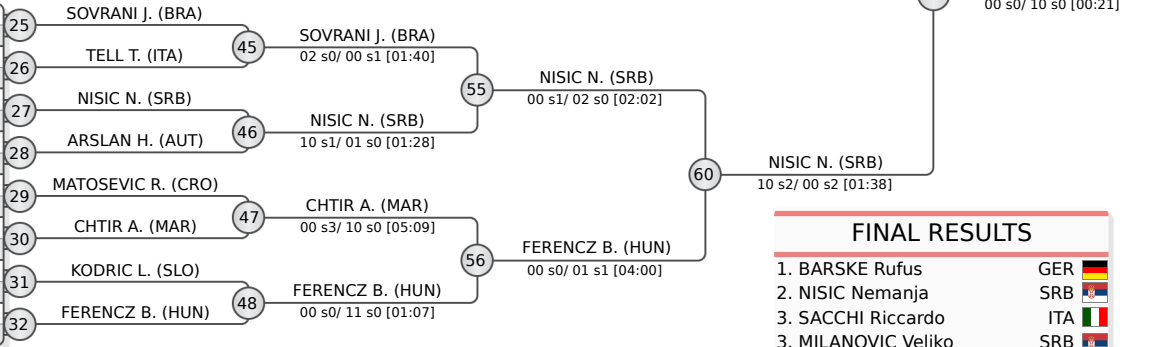 00 s0/ 10 s0 [00:21]
25
SOVRANI J. (BRA)
26
TELL T. (ITA)
45
SOVRANI J. (BRA)
02 s0/ 00 s1 [01:40]
27
NISIC N. (SRB)
28
ARSLAN H. (AUT)
46
NISIC N. (SRB)
10 s1/ 01 s0 [01:28]
55
NISIC N. (SRB)
00 s1/ 02 s0 [02:02]
29
MATOSEVIC R. (CRO)
30
CHTIR A. (MAR)
47
CHTIR A. (MAR)
00 s3/ 10 s0 [05:09]
31
KODRIC L. (SLO)
32
FERENCZ B. (HUN)
48
FERENCZ B. (HUN)
00 s0/ 11 s0 [01:07]
56
FERENCZ B. (HUN)
00 s0/ 01 s1 [04:00]
60
NISIC N. (SRB)
10 s2/ 00 s2 [01:38]
FINAL RESULTS
1. BARSKE Rufus GER
2. NISIC Nemanja SRB
3. SACCHI Riccardo ITA
3. MILANOVIC Veljko SRB